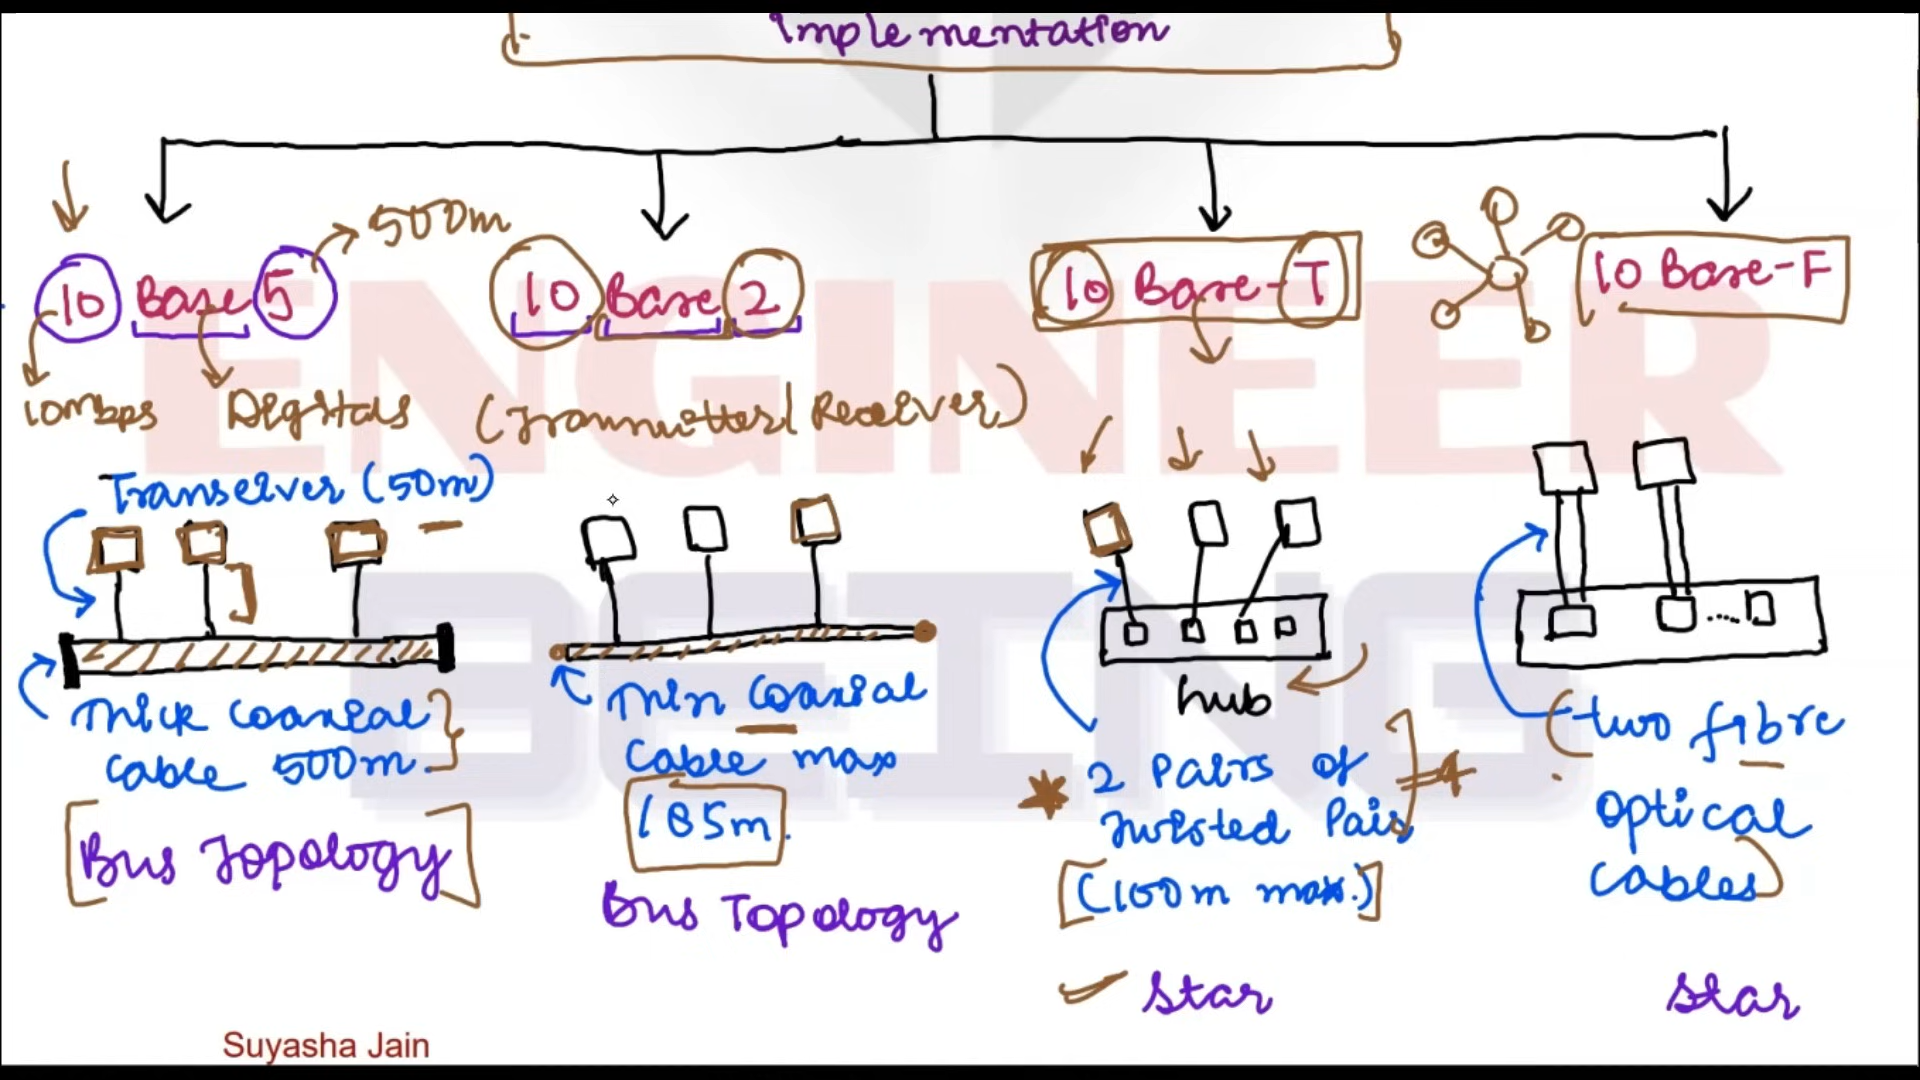 Implementation
500m
10 Base 5
10 Base 2
10 Base-T
10 Base-F
10Mbps
Digitals
(Transmitter/Receiver)
Transeiver (50m)
Thick coaxial
cable 500m.
Bus Topology
Thin coaxial
cable max
185m.
Bus Topology
hub
2 Pairs of
twisted Pair
(100m max.)
star
two fibre
optical
cables
star
ENGINEER
BEING
Suyasha Jain